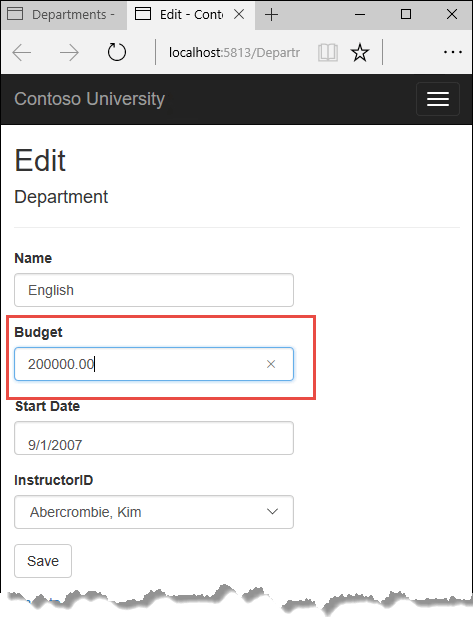 Departments -
Edit - Conto
localhost:5813/Departr
Contoso University
Edit
Department
Name
English
Budget
200000.00
Start Date
9/1/2007
InstructorID
Abercrombie, Kim
Save